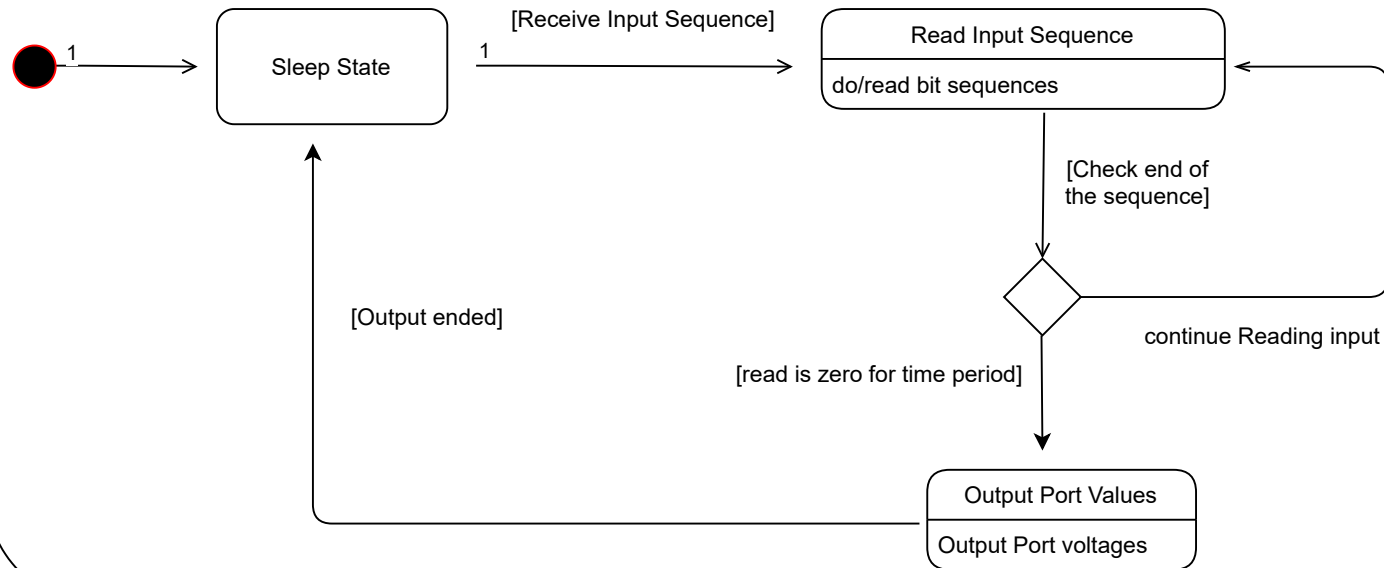 [Receive Input Sequence]
1
Sleep State
1
Read Input Sequence
do/read bit sequences
[Check end of
the sequence]
[Output ended]
continue Reading input
[read is zero for time period]
Output Port Values
Output Port voltages